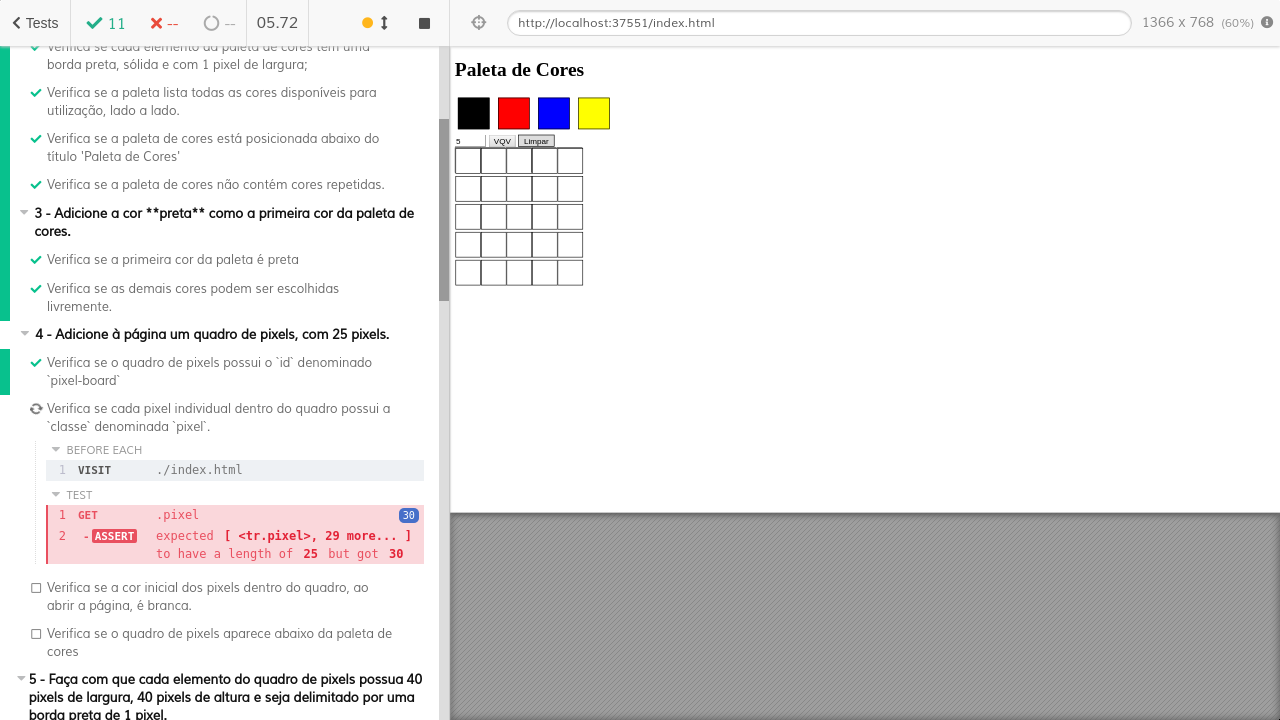 Tests
11
--
--
05.72
http://localhost:37551/index.html
1366 x 768 (60%)
Verifica se cada elemento da paleta de cores tem uma
borda preta, sólida e com 1 pixel de largura;
Verifica se a paleta lista todas as cores disponíveis para
utilização, lado a lado.
Verifica se a paleta de cores está posicionada abaixo do
título 'Paleta de Cores'
Verifica se a paleta de cores não contém cores repetidas.
3 - Adicione a cor **preta** como a primeira cor da paleta de
cores.
Verifica se a primeira cor da paleta é preta
Verifica se as demais cores podem ser escolhidas
livremente.
4 - Adicione à página um quadro de pixels, com 25 pixels.
Verifica se o quadro de pixels possui o `id` denominado
`pixel-board`
Verifica se cada pixel individual dentro do quadro possui a
`classe` denominada `pixel`.
BEFORE EACH
1 VISIT ./index.html
TEST
1 GET .pixel 30
2 -ASSERT expected [ <tr.pixel>, 29 more... ]
to have a length of 25 but got 30
Verifica se a cor inicial dos pixels dentro do quadro, ao
abrir a página, é branca.
Verifica se o quadro de pixels aparece abaixo da paleta de
cores
5 - Faça com que cada elemento do quadro de pixels possua 40
pixels de largura, 40 pixels de altura e seja delimitado por uma
borda preta de 1 pixel.
Paleta de Cores
5 VQV Limpar